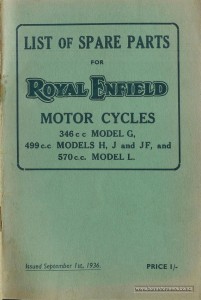 LIST OF SPARE PARTS
FOR
ROYAL ENFIELD
MOTOR CYCLES
346 c c MODEL G,
499 c.c MODELS H, J and JF, and
570 c.c. MODEL L.
Issued September 1st, 1936.
PRICE 1/-